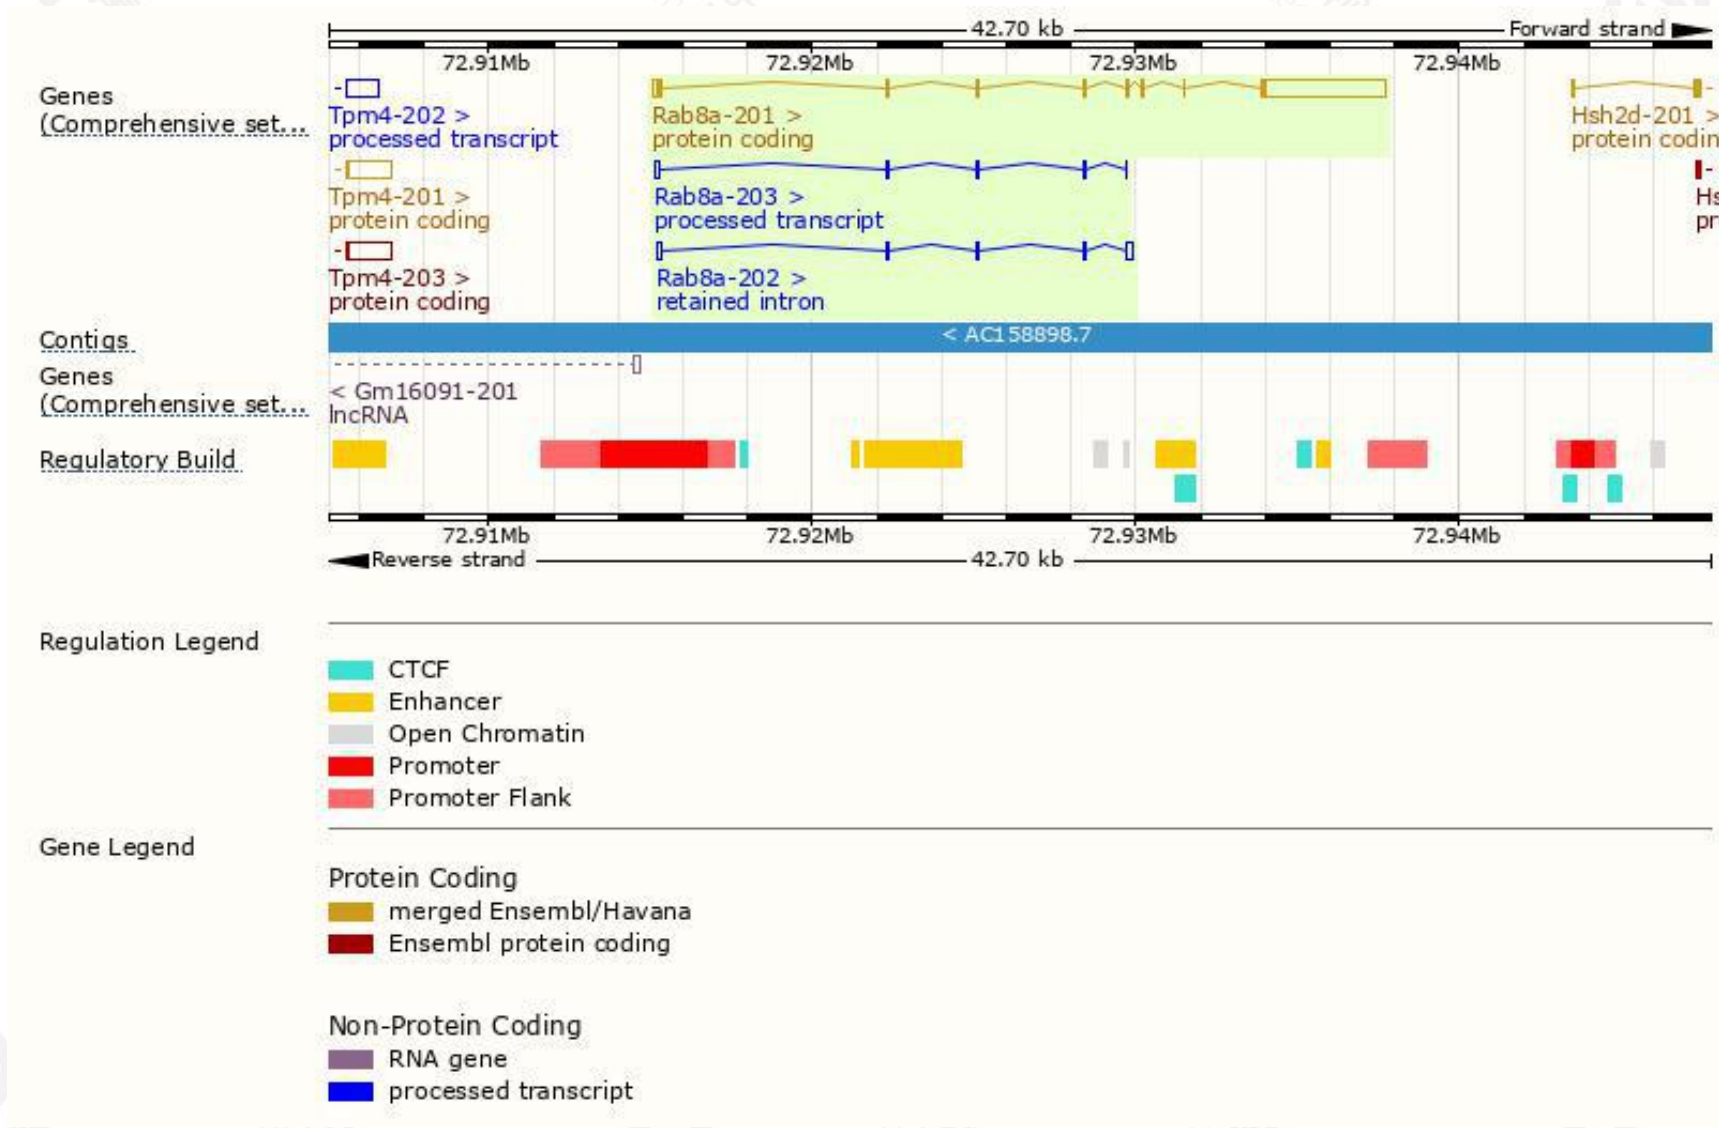 42.70 kb Forward strand
72.91Mb 72.92Mb 72.93Mb 72.94Mb
Genes
(Comprehensive set...
Tpm4-202 >
processed transcript
Rab8a-201 >
protein coding
Hsh2d-201 >
protein codin
Tpm4-201 >
protein coding
Rab8a-203 >
processed transcript
Hs
pr
Tpm4-203 >
protein coding
Rab8a-202 >
retained intron
Contigs
< AC158898.7
Genes
(Comprehensive set...
< Gm16091-201
lncRNA
Regulatory Build
72.91Mb 72.92Mb 72.93Mb 72.94Mb
Reverse strand 42.70 kb
Regulation Legend
CTCF
Enhancer
Open Chromatin
Promoter
Promoter Flank
Gene Legend
Protein Coding
merged Ensembl/Havana
Ensembl protein coding
Non-Protein Coding
RNA gene
processed transcript